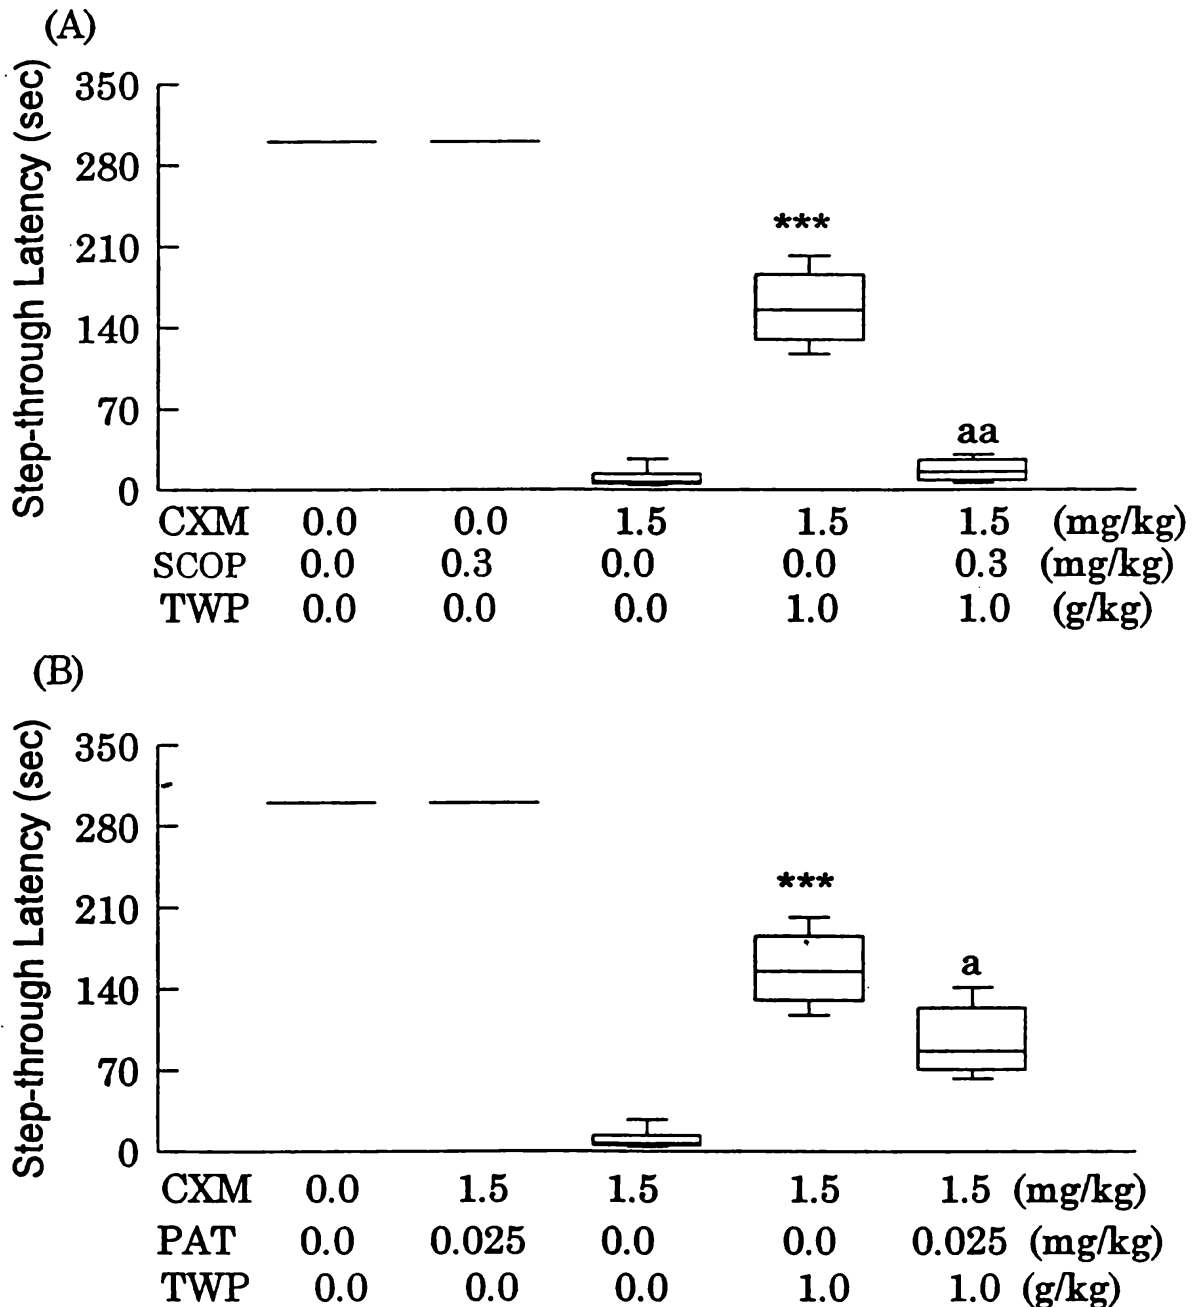 (A)
Step-through Latency (sec)
350
280
210
140
70
0
***
aa
CXM 0.0 0.0 1.5 1.5 1.5 (mg/kg)
SCOP 0.0 0.3 0.0 0.0 0.3 (mg/kg)
TWP 0.0 0.0 0.0 1.0 1.0 (g/kg)
(B)
Step-through Latency (sec)
350
280
210
140
70
0
***
a
CXM 0.0 1.5 1.5 1.5 1.5 (mg/kg)
PAT 0.0 0.025 0.0 0.0 0.025 (mg/kg)
TWP 0.0 0.0 0.0 1.0 1.0 (g/kg)